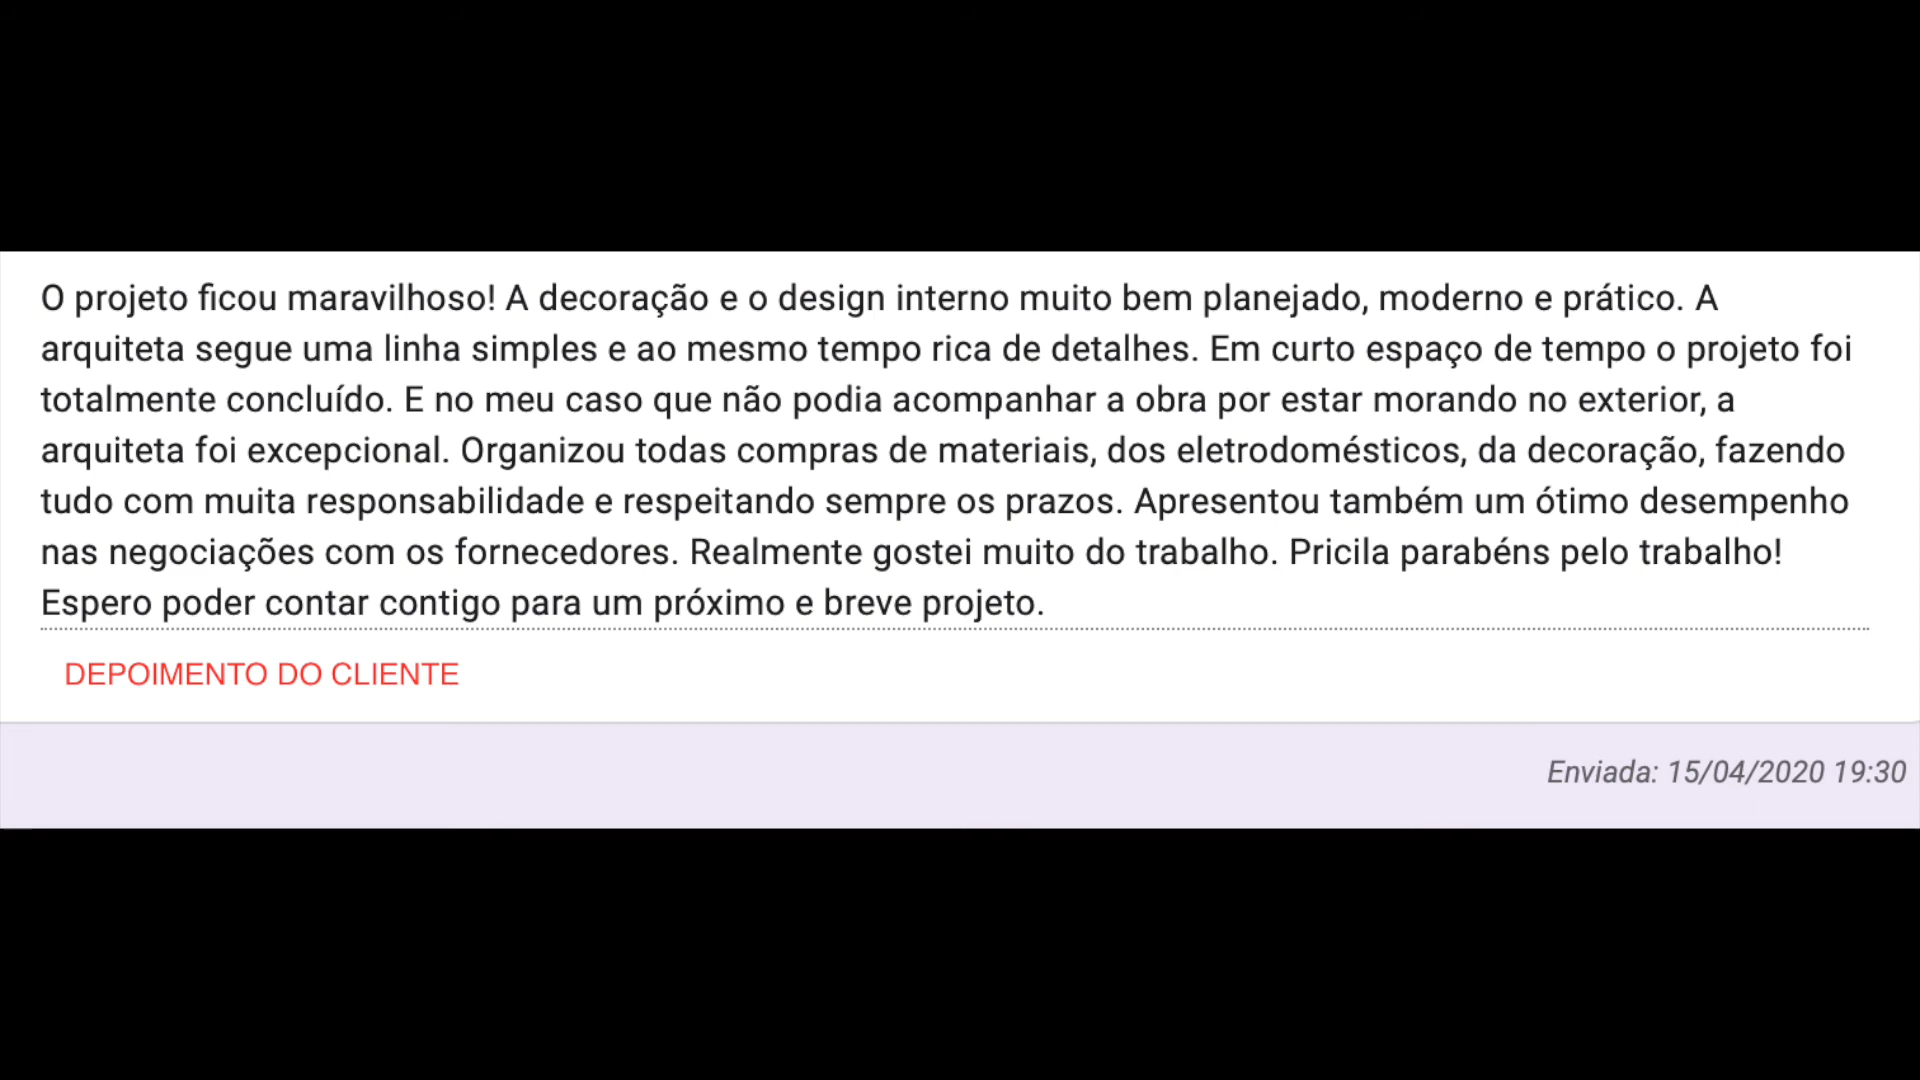 O projeto ficou maravilhoso! A decoração e o design interno muito bem planejado, moderno e prático. A
arquiteta segue uma linha simples e ao mesmo tempo rica de detalhes. Em curto espaço de tempo o projeto foi
totalmente concluído. E no meu caso que não podia acompanhar a obra por estar morando no exterior, a
arquiteta foi excepcional. Organizou todas compras de materiais, dos eletrodomésticos, da decoração, fazendo
tudo com muita responsabilidade e respeitando sempre os prazos. Apresentou também um ótimo desempenho
nas negociações com os fornecedores. Realmente gostei muito do trabalho. Pricila parabéns pelo trabalho!
Espero poder contar contigo para um próximo e breve projeto.
DEPOIMENTO DO CLIENTE
Enviada: 15/04/2020 19:30